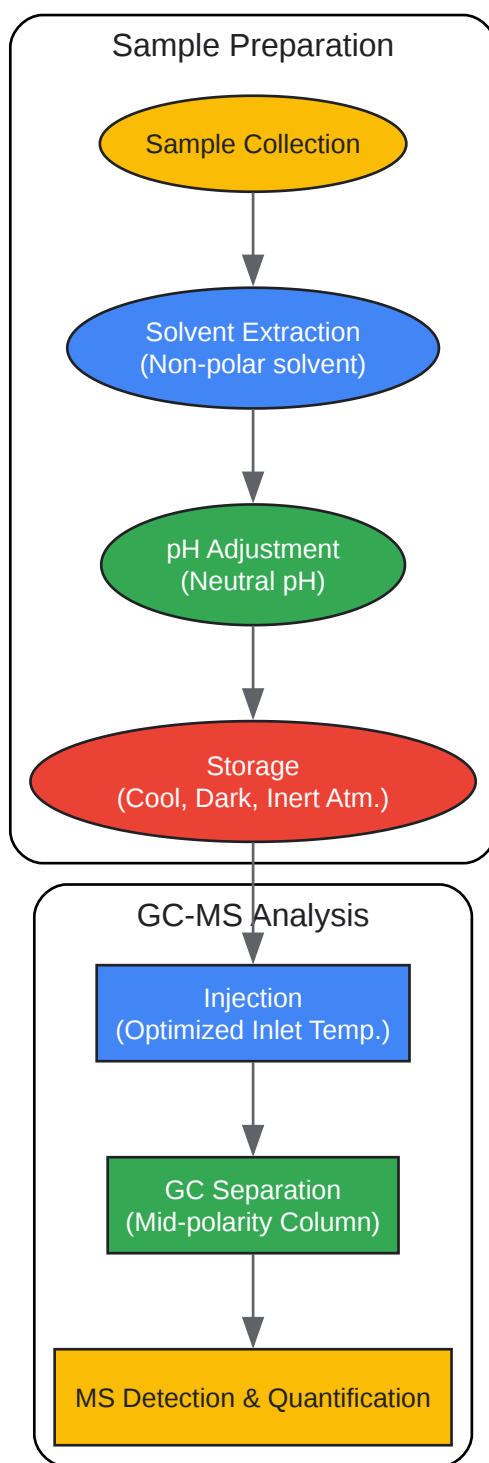 Sample Preparation
Sample Collection
Solvent Extraction
(Non-polar solvent)
pH Adjustment
(Neutral pH)
Storage
(Cool, Dark, Inert Atm.)
GC-MS Analysis
Injection
(Optimized Inlet Temp.)
GC Separation
(Mid-polarity Column)
MS Detection & Quantification